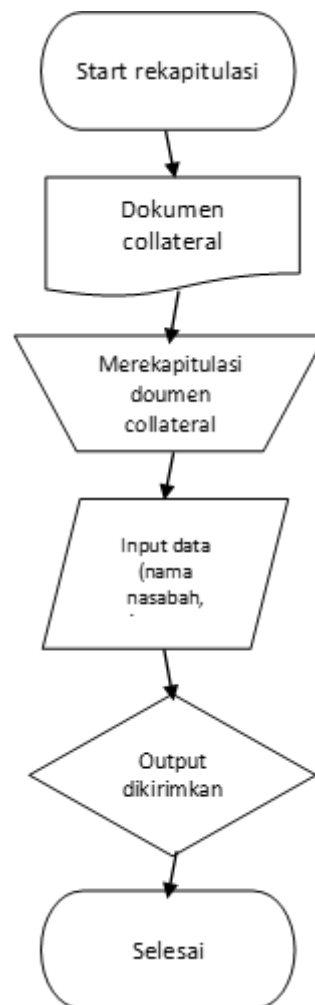 Start rekapitulasi
Dokumen
collateral
Merekapitulasi
doumen
collateral
Input data
(nama
nasabah,
Output
dikirimkan
Selesai